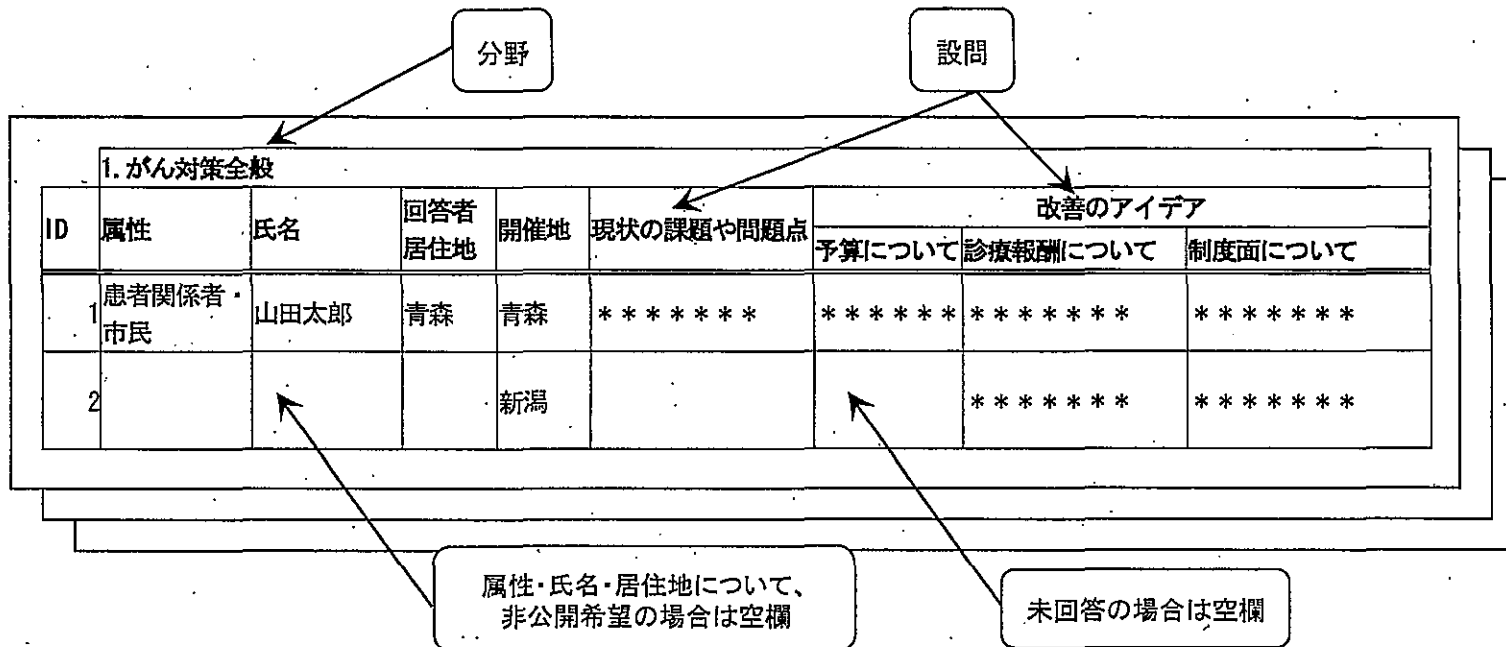 分野
設問
1. がん対策全般
ID 属性 氏名 回答者居住地 開催地 現状の課題や問題点 改善のアイデア
予算について 診療報酬について 制度面について
1 患者関係者・市民 山田太郎 青森 青森 ******* ****** ******* *******
2 新潟 ******* *******
属性・氏名・居住地について、
非公開希望の場合は空欄
未回答の場合は空欄